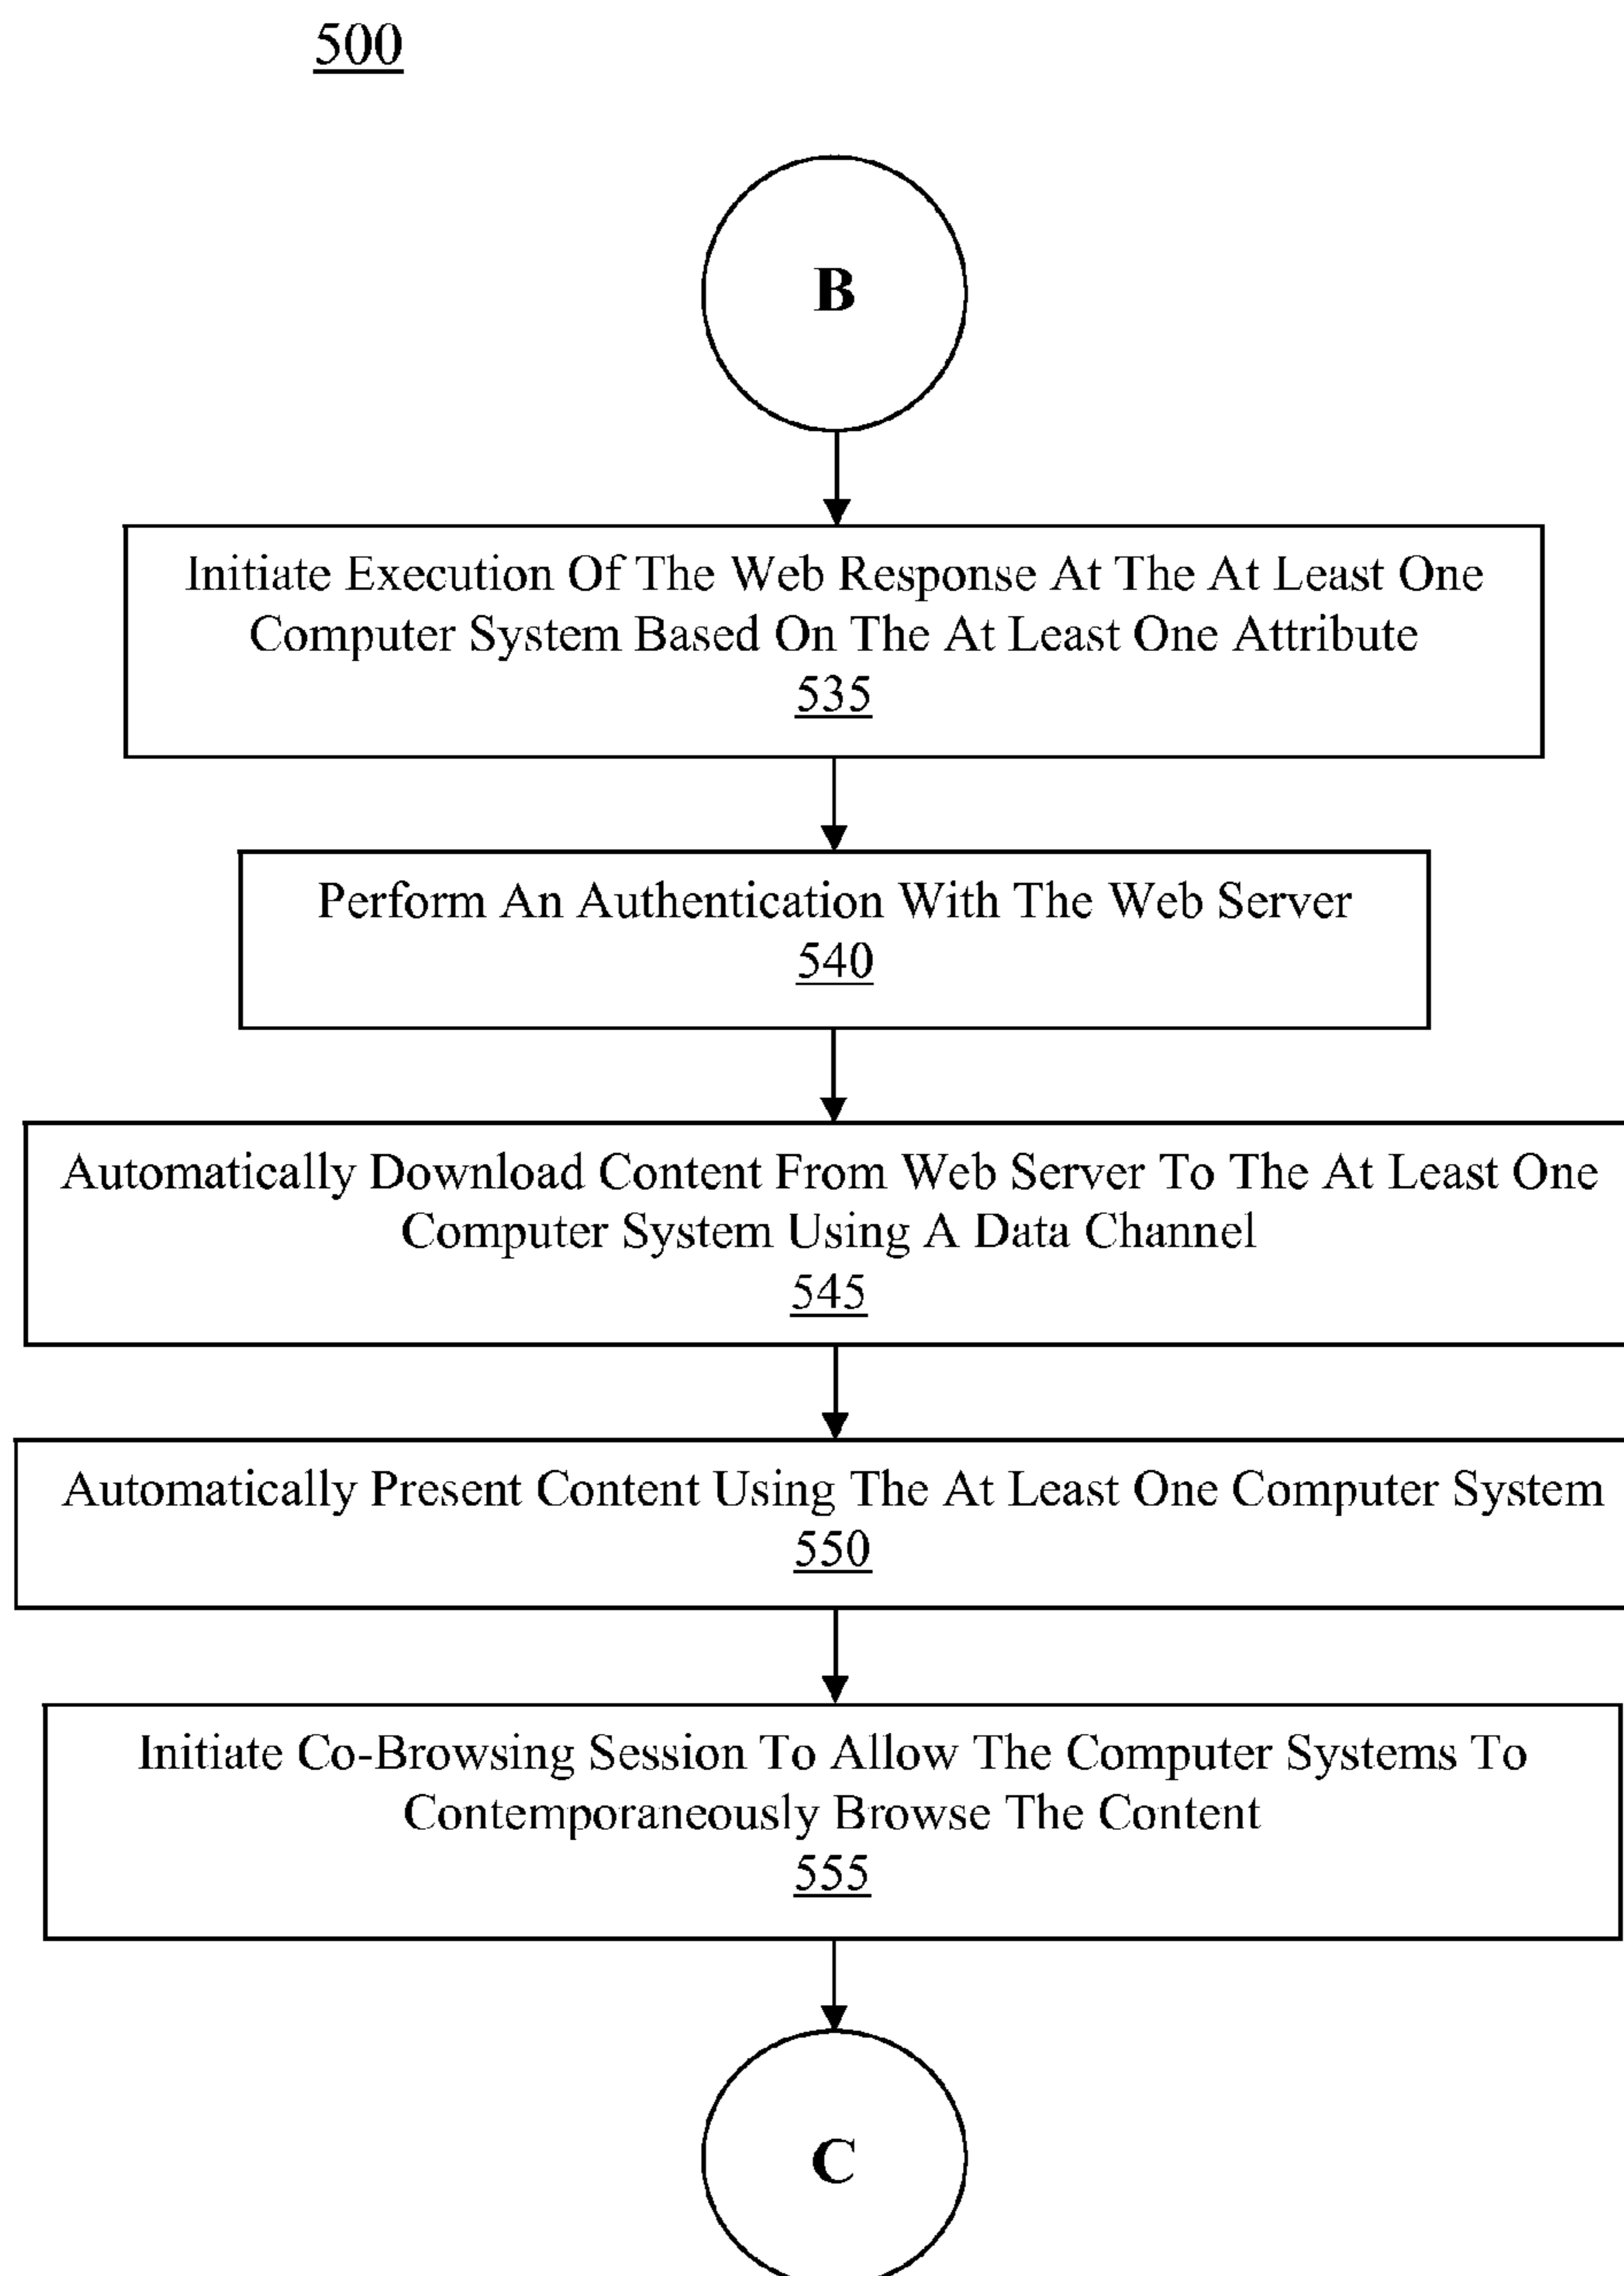 500
B
Initiate Execution Of The Web Response At The At Least One
Computer System Based On The At Least One Attribute
535
Perform An Authentication With The Web Server
540
Automatically Download Content From Web Server To The At Least One
Computer System Using A Data Channel
545
Automatically Present Content Using The At Least One Computer System
550
Initiate Co-Browsing Session To Allow The Computer Systems To
Contemporaneously Browse The Content
555
C